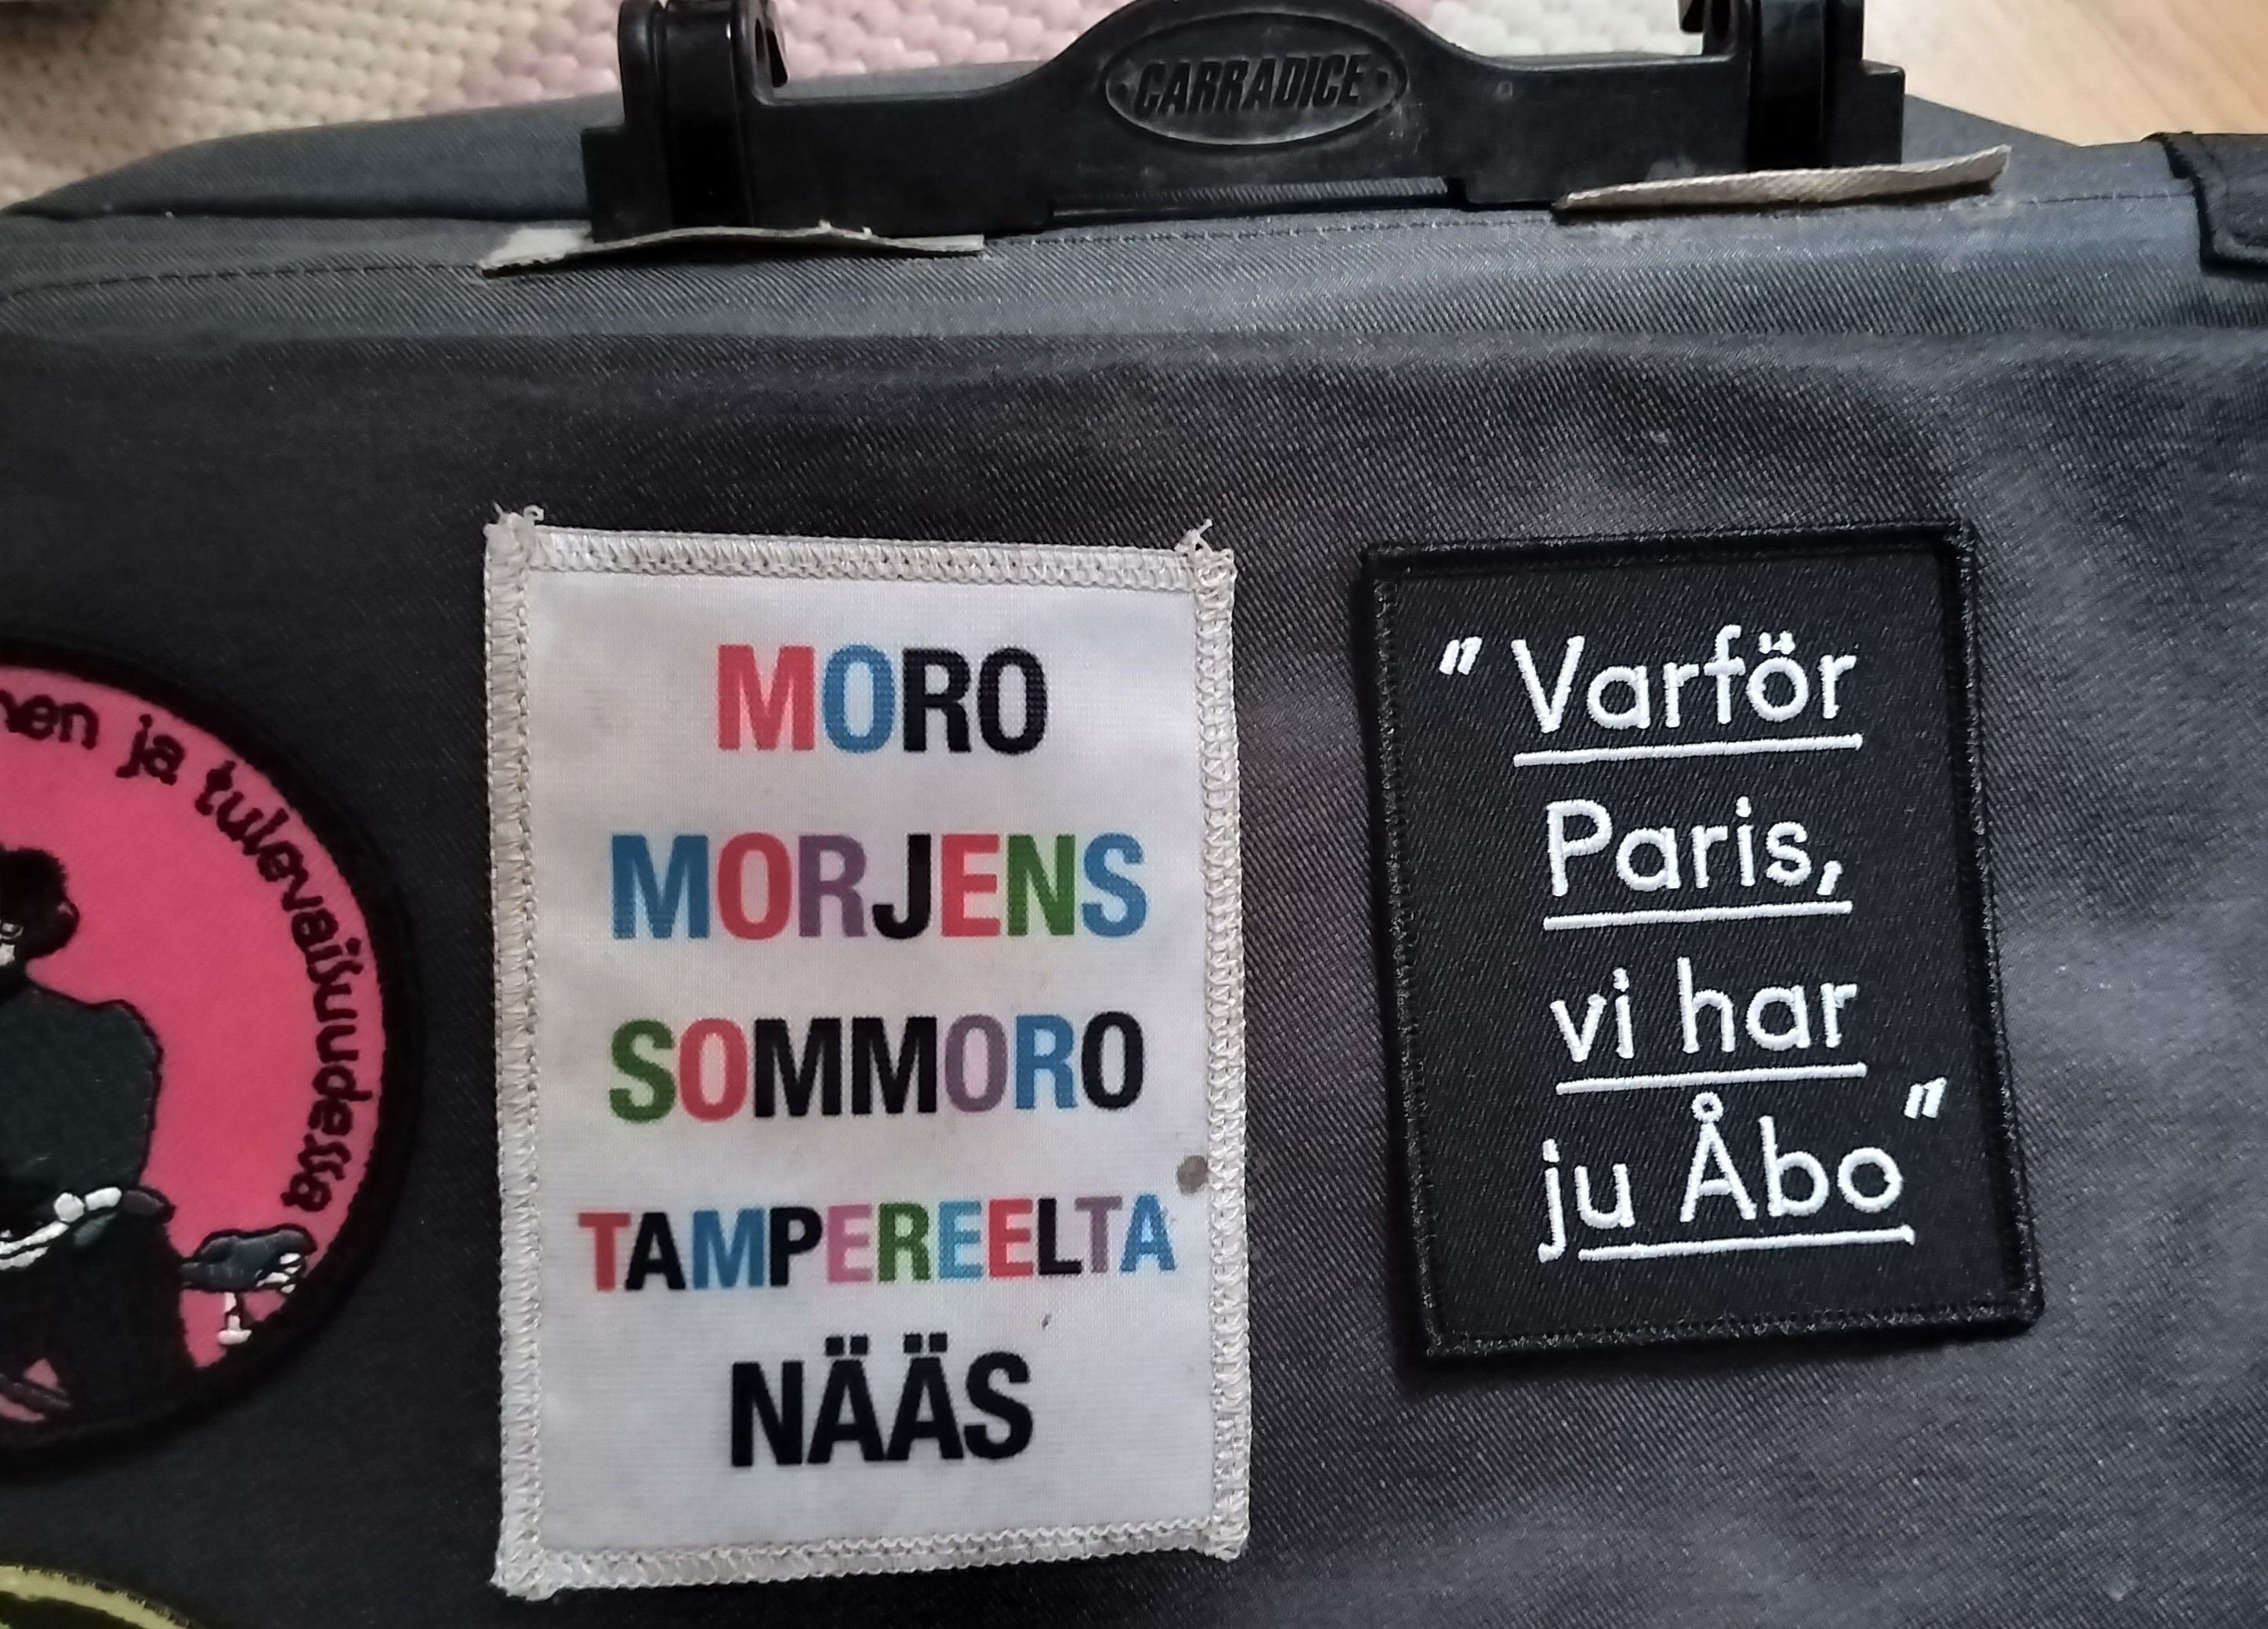 CARRADICE
ja tulevaisuudessa
MORO
MORJENS
SOMMORO
TAMPEREELTA
NÄÄS
" Varför
Paris,
vi har
ju Åbo "